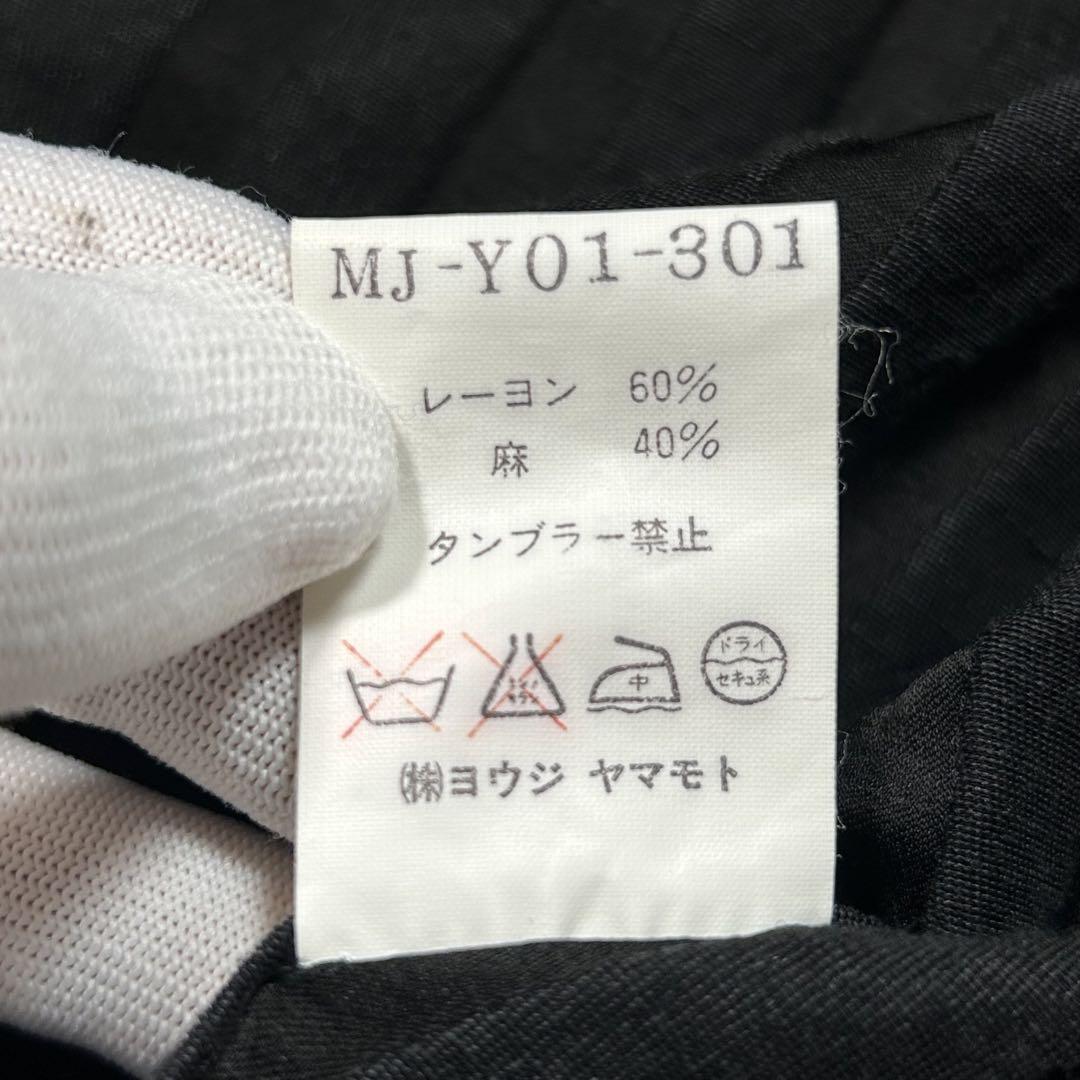 MJ-Y01-301
レーヨン 60%
麻 40%
タンブラー禁止
中
ドライ
セキュ系
㈱ヨウジ ヤマモト